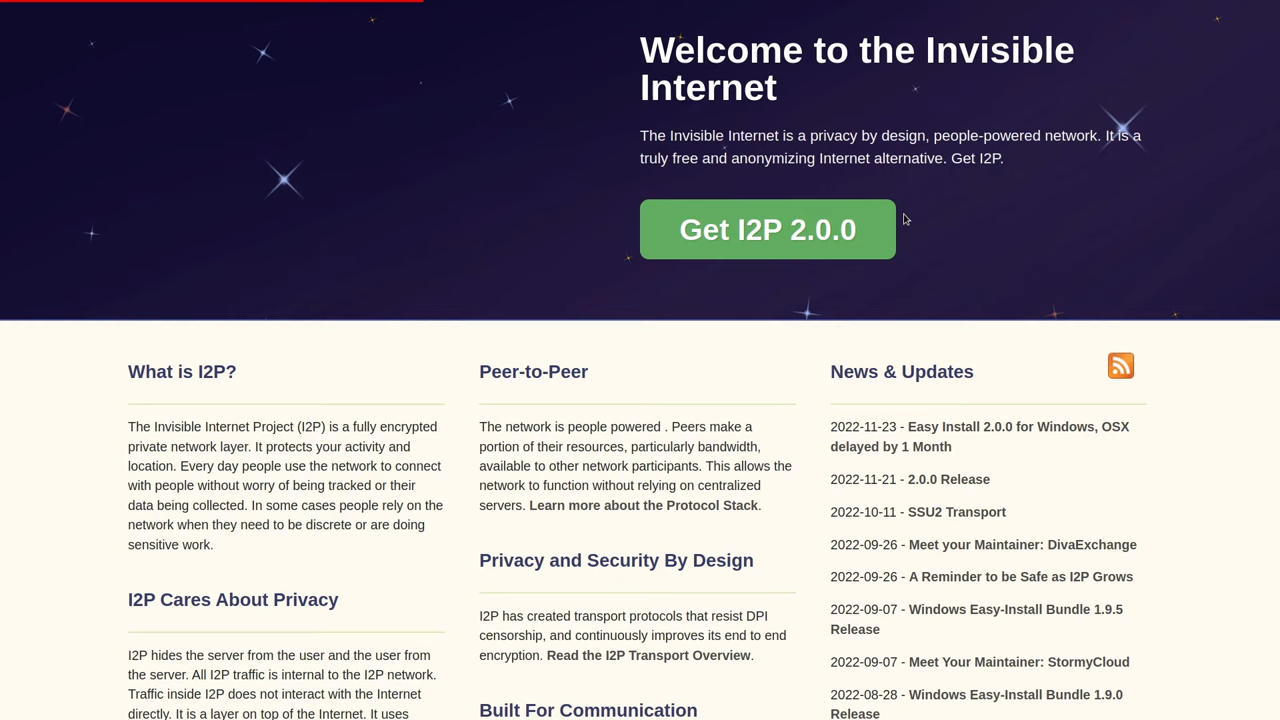 Welcome to the Invisible
Internet
The Invisible Internet is a privacy by design, people-powered network. It is a
truly free and anonymizing Internet alternative. Get I2P.
Get I2P 2.0.0
What is I2P?
The Invisible Internet Project (I2P) is a fully encrypted
private network layer. It protects your activity and
location. Every day people use the network to connect
with people without worry of being tracked or their
data being collected. In some cases people rely on the
network when they need to be discrete or are doing
sensitive work.
I2P Cares About Privacy
I2P hides the server from the user and the user from
the server. All I2P traffic is internal to the I2P network.
Traffic inside I2P does not interact with the Internet
directly. It is a layer on top of the Internet. It uses
Peer-to-Peer
The network is people powered . Peers make a
portion of their resources, particularly bandwidth,
available to other network participants. This allows the
network to function without relying on centralized
servers. Learn more about the Protocol Stack.
Privacy and Security By Design
I2P has created transport protocols that resist DPI
censorship, and continuously improves its end to end
encryption. Read the I2P Transport Overview.
Built For Communication
News & Updates
2022-11-23 - Easy Install 2.0.0 for Windows, OSX
delayed by 1 Month
2022-11-21 - 2.0.0 Release
2022-10-11 - SSU2 Transport
2022-09-26 - Meet your Maintainer: DivaExchange
2022-09-26 - A Reminder to be Safe as I2P Grows
2022-09-07 - Windows Easy-Install Bundle 1.9.5
Release
2022-09-07 - Meet Your Maintainer: StormyCloud
2022-08-28 - Windows Easy-Install Bundle 1.9.0
Release